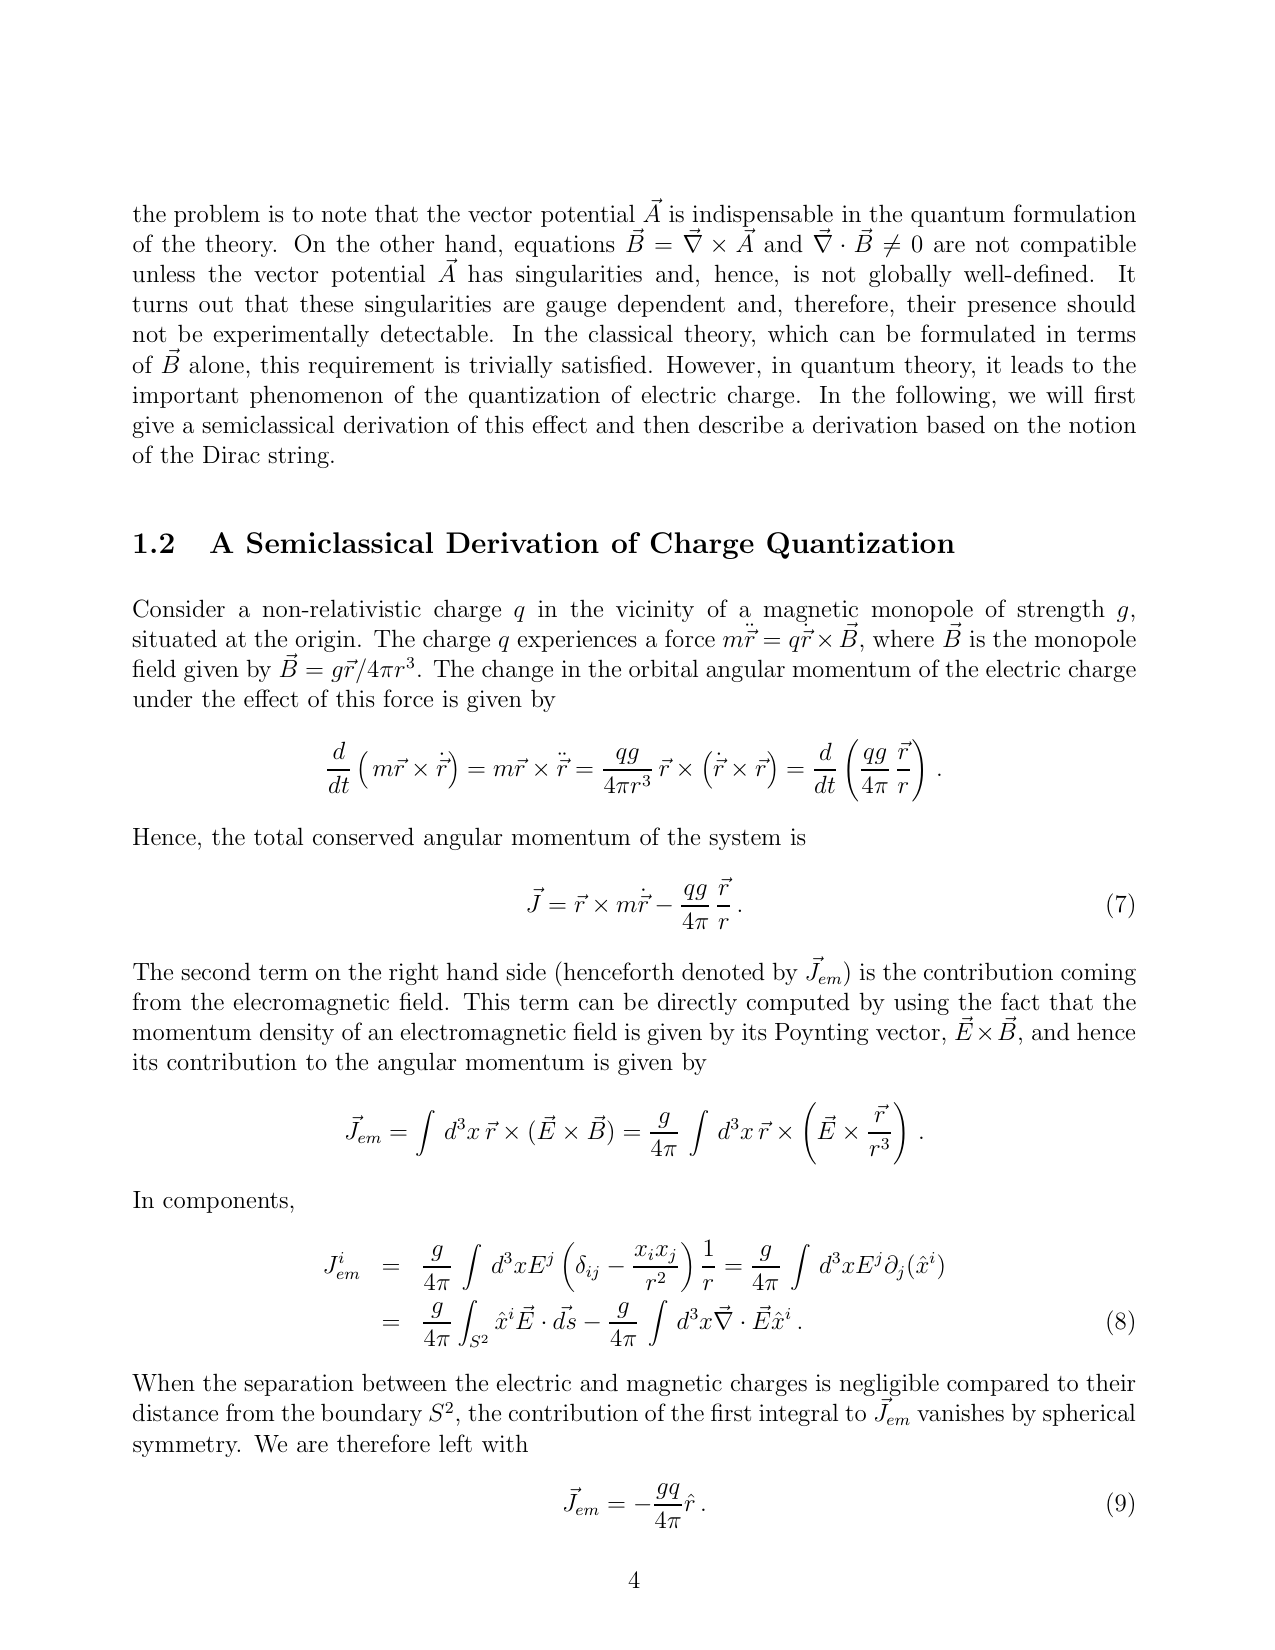 the problem is to note that the vector potential $\vec{A}$ is indispensable in the quantum formulation
of the theory. On the other hand, equations $\vec{B} = \vec{\nabla} \times \vec{A}$ and $\vec{\nabla} \cdot \vec{B} \neq 0$ are not compatible
unless the vector potential $\vec{A}$ has singularities and, hence, is not globally well-defined. It
turns out that these singularities are gauge dependent and, therefore, their presence should
not be experimentally detectable. In the classical theory, which can be formulated in terms
of $\vec{B}$ alone, this requirement is trivially satisfied. However, in quantum theory, it leads to the
important phenomenon of the quantization of electric charge. In the following, we will first
give a semiclassical derivation of this effect and then describe a derivation based on the notion
of the Dirac string.
1.2 A Semiclassical Derivation of Charge Quantization
Consider a non-relativistic charge $q$ in the vicinity of a magnetic monopole of strength $g$,
situated at the origin. The charge $q$ experiences a force $m\ddot{\vec{r}} = q\dot{\vec{r}} \times \vec{B}$, where $\vec{B}$ is the monopole
field given by $\vec{B} = g\vec{r}/4\pi r^3$. The change in the orbital angular momentum of the electric charge
under the effect of this force is given by
$\frac{d}{dt}\left(m\vec{r} \times \dot{\vec{r}}\right) = m\vec{r} \times \ddot{\vec{r}} = \frac{qg}{4\pi r^3}\,\vec{r} \times \left(\dot{\vec{r}} \times \vec{r}\right) = \frac{d}{dt}\left(\frac{qg}{4\pi}\frac{\vec{r}}{r}\right)\,.$
Hence, the total conserved angular momentum of the system is
$\vec{J} = \vec{r} \times m\dot{\vec{r}} - \frac{qg}{4\pi}\frac{\vec{r}}{r}\,.$ (7)
The second term on the right hand side (henceforth denoted by $\vec{J}_{em}$) is the contribution coming
from the elecromagnetic field. This term can be directly computed by using the fact that the
momentum density of an electromagnetic field is given by its Poynting vector, $\vec{E} \times \vec{B}$, and hence
its contribution to the angular momentum is given by
$\vec{J}_{em} = \int d^3x\,\vec{r} \times (\vec{E} \times \vec{B}) = \frac{g}{4\pi}\int d^3x\,\vec{r} \times \left(\vec{E} \times \frac{\vec{r}}{r^3}\right)\,.$
In components,
$J^i_{em} = \frac{g}{4\pi}\int d^3x E^j\left(\delta_{ij} - \frac{x_i x_j}{r^2}\right)\frac{1}{r} = \frac{g}{4\pi}\int d^3x E^j \partial_j(\hat{x}^i)$
$= \frac{g}{4\pi}\int_{S^2}\hat{x}^i\vec{E} \cdot \vec{ds} - \frac{g}{4\pi}\int d^3x\vec{\nabla} \cdot \vec{E}\hat{x}^i\,.$ (8)
When the separation between the electric and magnetic charges is negligible compared to their
distance from the boundary $S^2$, the contribution of the first integral to $\vec{J}_{em}$ vanishes by spherical
symmetry. We are therefore left with
$\vec{J}_{em} = -\frac{gq}{4\pi}\hat{r}\,.$ (9)
4